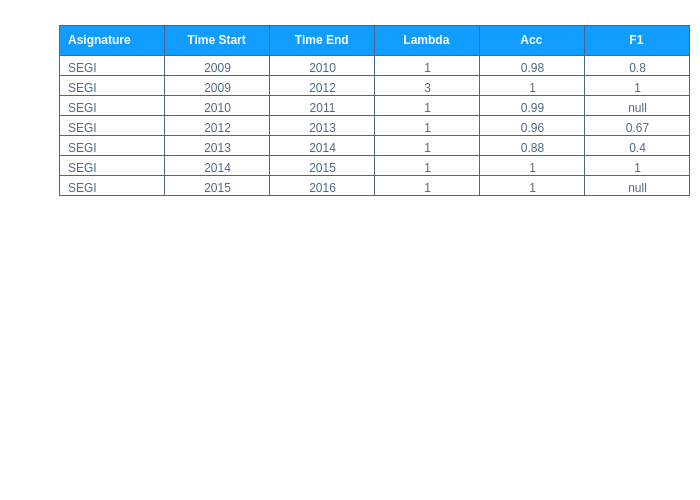 Asignature Time Start Time End Lambda Acc F1
SEGI 2009 2010 1 0.98 0.8
SEGI 2009 2012 3 1 1
SEGI 2010 2011 1 0.99 null
SEGI 2012 2013 1 0.96 0.67
SEGI 2013 2014 1 0.88 0.4
SEGI 2014 2015 1 1 1
SEGI 2015 2016 1 1 null